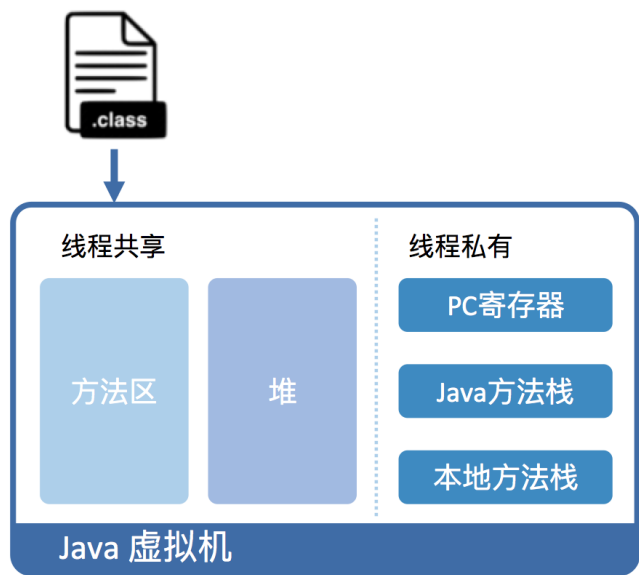 .class
线程共享
线程私有
方法区
堆
PC寄存器
Java方法栈
本地方法栈
Java 虚拟机